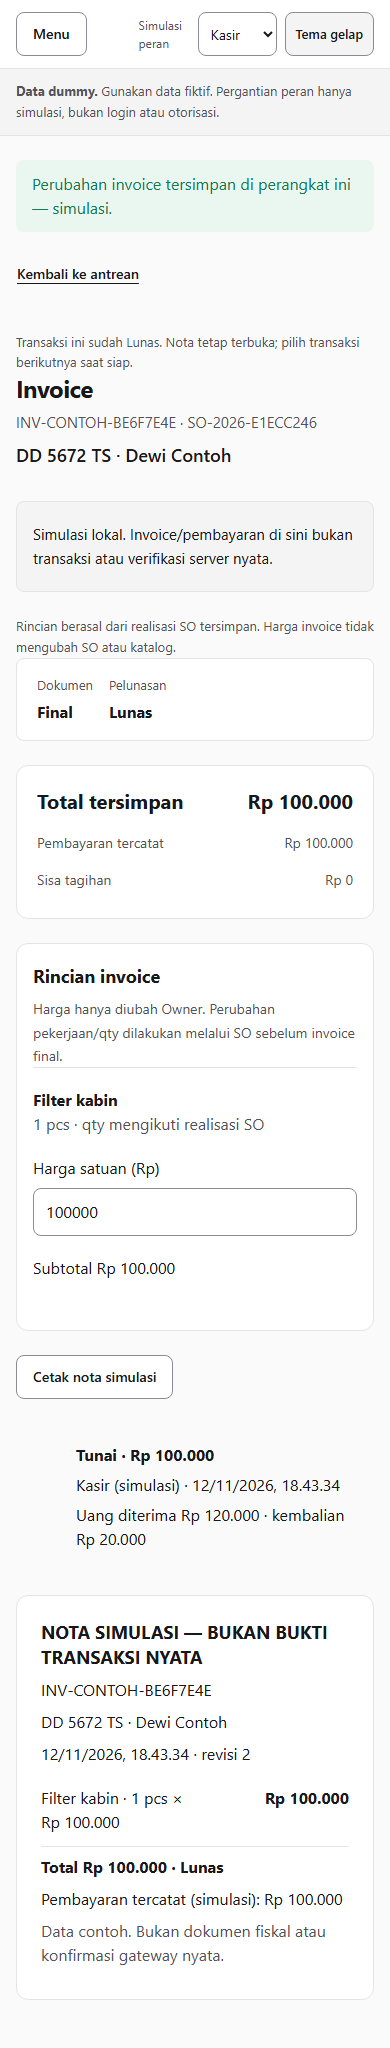 Menu
Simulasi
peran
Kasir
Tema gelap
Data dummy. Gunakan data fiktif. Pergantian peran hanya
simulasi, bukan login atau otorisasi.
Perubahan invoice tersimpan di perangkat ini
— simulasi.
Kembali ke antrean
Transaksi ini sudah Lunas. Nota tetap terbuka; pilih transaksi
berikutnya saat siap.
Invoice
INV-CONTOH-BE6F7E4E · SO-2026-E1ECC246
DD 5672 TS · Dewi Contoh
Simulasi lokal. Invoice/pembayaran di sini bukan
transaksi atau verifikasi server nyata.
Rincian berasal dari realisasi SO tersimpan. Harga invoice tidak
mengubah SO atau katalog.
Dokumen Pelunasan
Final Lunas
Total tersimpan Rp 100.000
Pembayaran tercatat Rp 100.000
Sisa tagihan Rp 0
Rincian invoice
Harga hanya diubah Owner. Perubahan
pekerjaan/qty dilakukan melalui SO sebelum invoice
final.
Filter kabin
1 pcs · qty mengikuti realisasi SO
Harga satuan (Rp)
100000
Subtotal Rp 100.000
Cetak nota simulasi
Tunai · Rp 100.000
Kasir (simulasi) · 12/11/2026, 18.43.34
Uang diterima Rp 120.000 · kembalian
Rp 20.000
NOTA SIMULASI — BUKAN BUKTI
TRANSAKSI NYATA
INV-CONTOH-BE6F7E4E
DD 5672 TS · Dewi Contoh
12/11/2026, 18.43.34 · revisi 2
Filter kabin · 1 pcs × Rp 100.000
Rp 100.000
Total Rp 100.000 · Lunas
Pembayaran tercatat (simulasi): Rp 100.000
Data contoh. Bukan dokumen fiskal atau
konfirmasi gateway nyata.